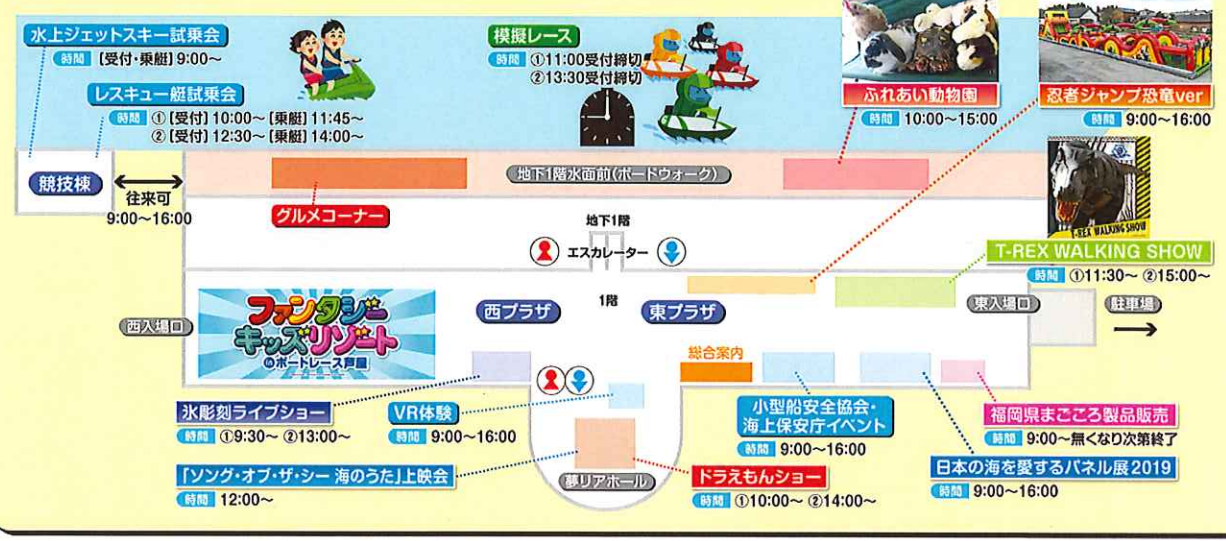 水上ジェットスキー試乗会
時間 [受付・乗艇] 9:00～
レスキュー艇試乗会
時間 ① [受付] 10:00～ [乗艇] 11:45～
② [受付] 12:30～ [乗艇] 14:00～
模擬レース
時間 ①11:00受付締切
②13:30受付締切
ふれあい動物園
時間 10:00～15:00
忍者ジャンプ恐竜ver
時間 9:00～16:00
競技棟
往来可
9:00～16:00
グルメコーナー
地下1階水面前(ボードウォーク)
地下1階
エスカレーター
1階
T-REX WALKING SHOW
T-REX WALKING SHOW
時間 ①11:30～ ②15:00～
西入場口
ファンタジー
キッズリゾート
inボートレース芦屋
西プラザ
東プラザ
東入場口
駐車場
総合案内
氷彫刻ライブショー
時間 ①9:30～ ②13:00～
VR体験
時間 9:00～16:00
小型船安全協会・
海上保安庁イベント
時間 9:00～16:00
福岡県まごころ製品販売
時間 9:00～無くなり次第終了
「ソング・オブ・ザ・シー 海のうた」上映会
時間 12:00～
夢リアホール
ドラえもんショー
時間 ①10:00～ ②14:00～
日本の海を愛するパネル展2019
時間 9:00～16:00